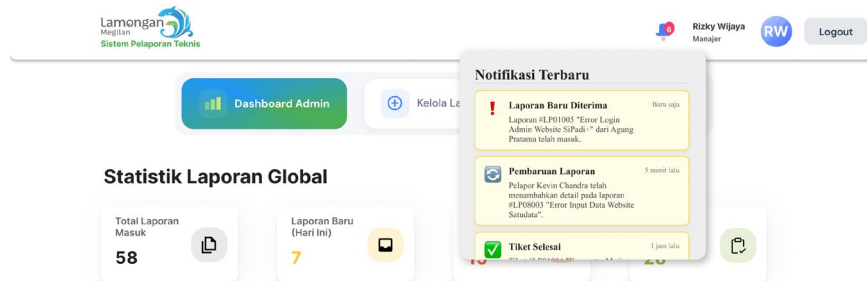 Lamongan
Megilan
Sistem Pelaporan Teknis
6
Rizky Wijaya
Manajer
RW
Logout
Dashboard Admin
Kelola La
Notifikasi Terbaru
Laporan Baru Diterima
Baru saja
Laporan #LP01005 "Error Login
Admin Website SiPadi+" dari Agung
Pratama telah masuk.
Pembaruan Laporan
5 menit lalu
Pelapor Kevin Chandra telah
menambahkan detail pada laporan
#LP08003 "Error Input Data Website
Satudata".
Tiket Selesai
1 jam lalu
Statistik Laporan Global
Total Laporan
Masuk
58
Laporan Baru
(Hari Ini)
7